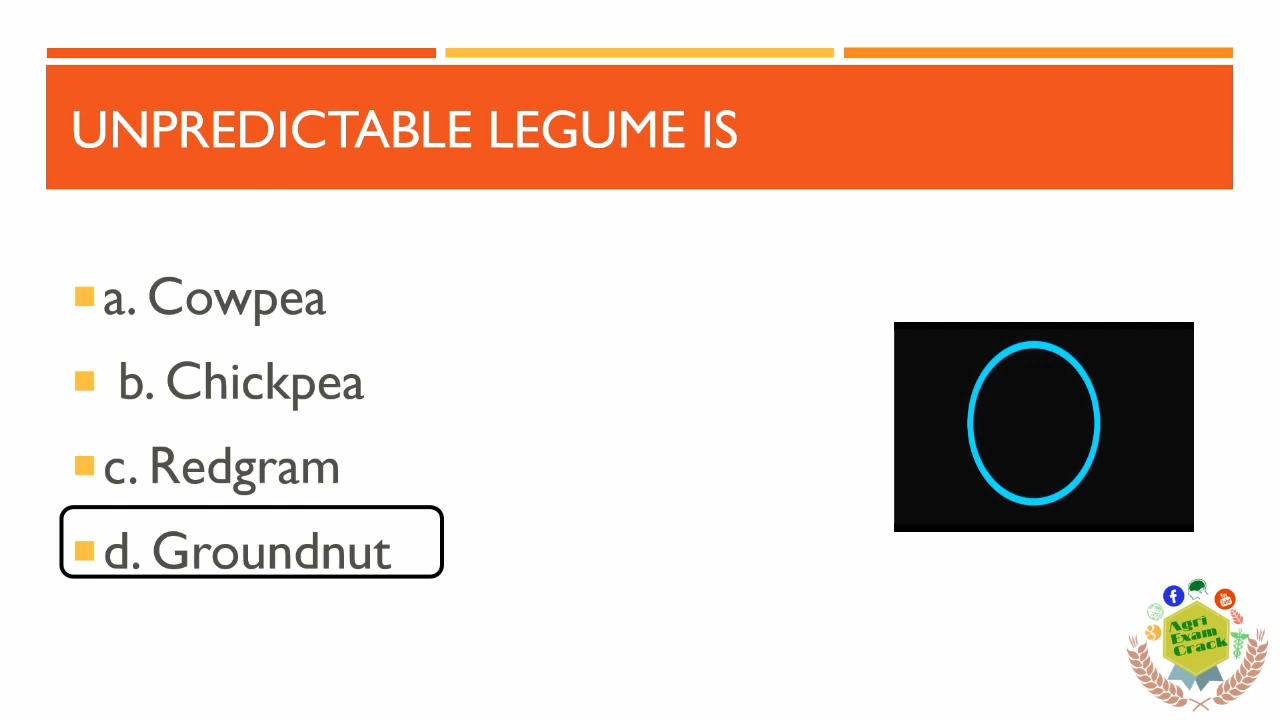 UNPREDICTABLE LEGUME IS
a. Cowpea
b. Chickpea
c. Redgram
d. Groundnut
Agri
Exam
Crack